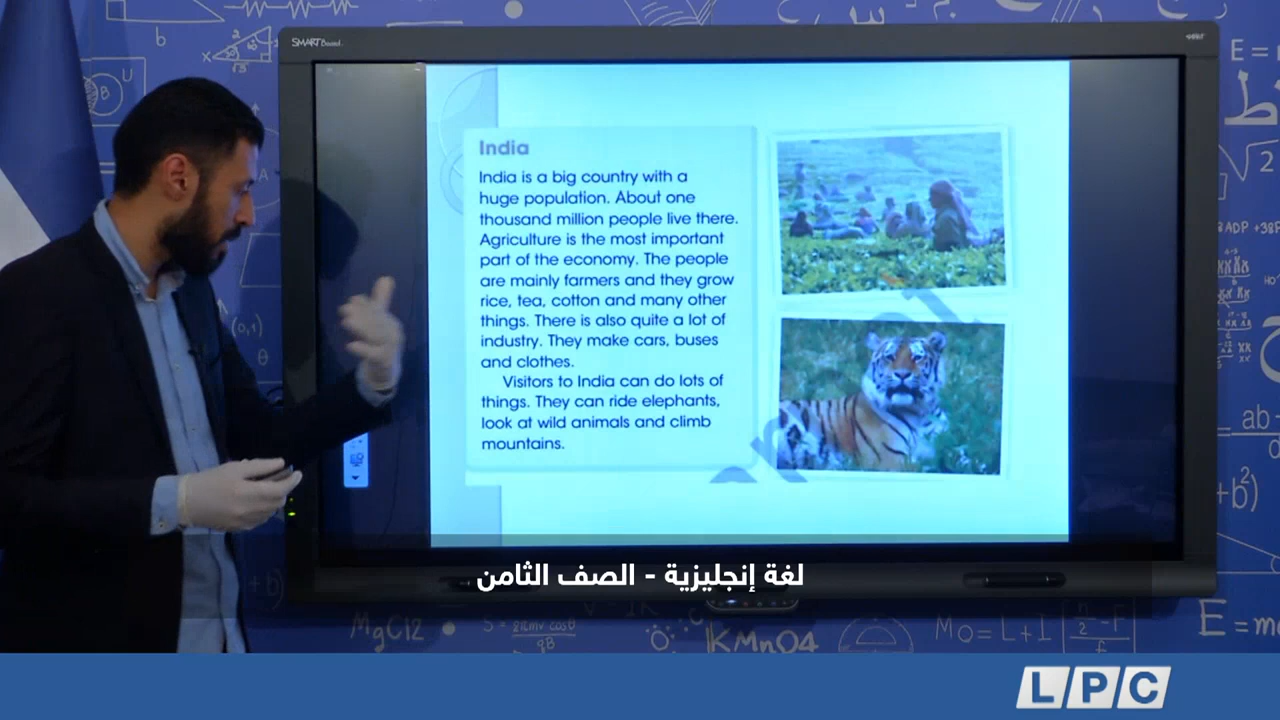 SMART Board
India
India is a big country with a
huge population. About one
thousand million people live there.
Agriculture is the most important
part of the economy. The people
are mainly farmers and they grow
rice, tea, cotton and many other
things. There is also quite a lot of
industry. They make cars, buses
and clothes.
Visitors to India can do lots of
things. They can ride elephants,
look at wild animals and climb
mountains.
لغة إنجليزية - الصف الثامن
MgCl2
KMnO4
LPC